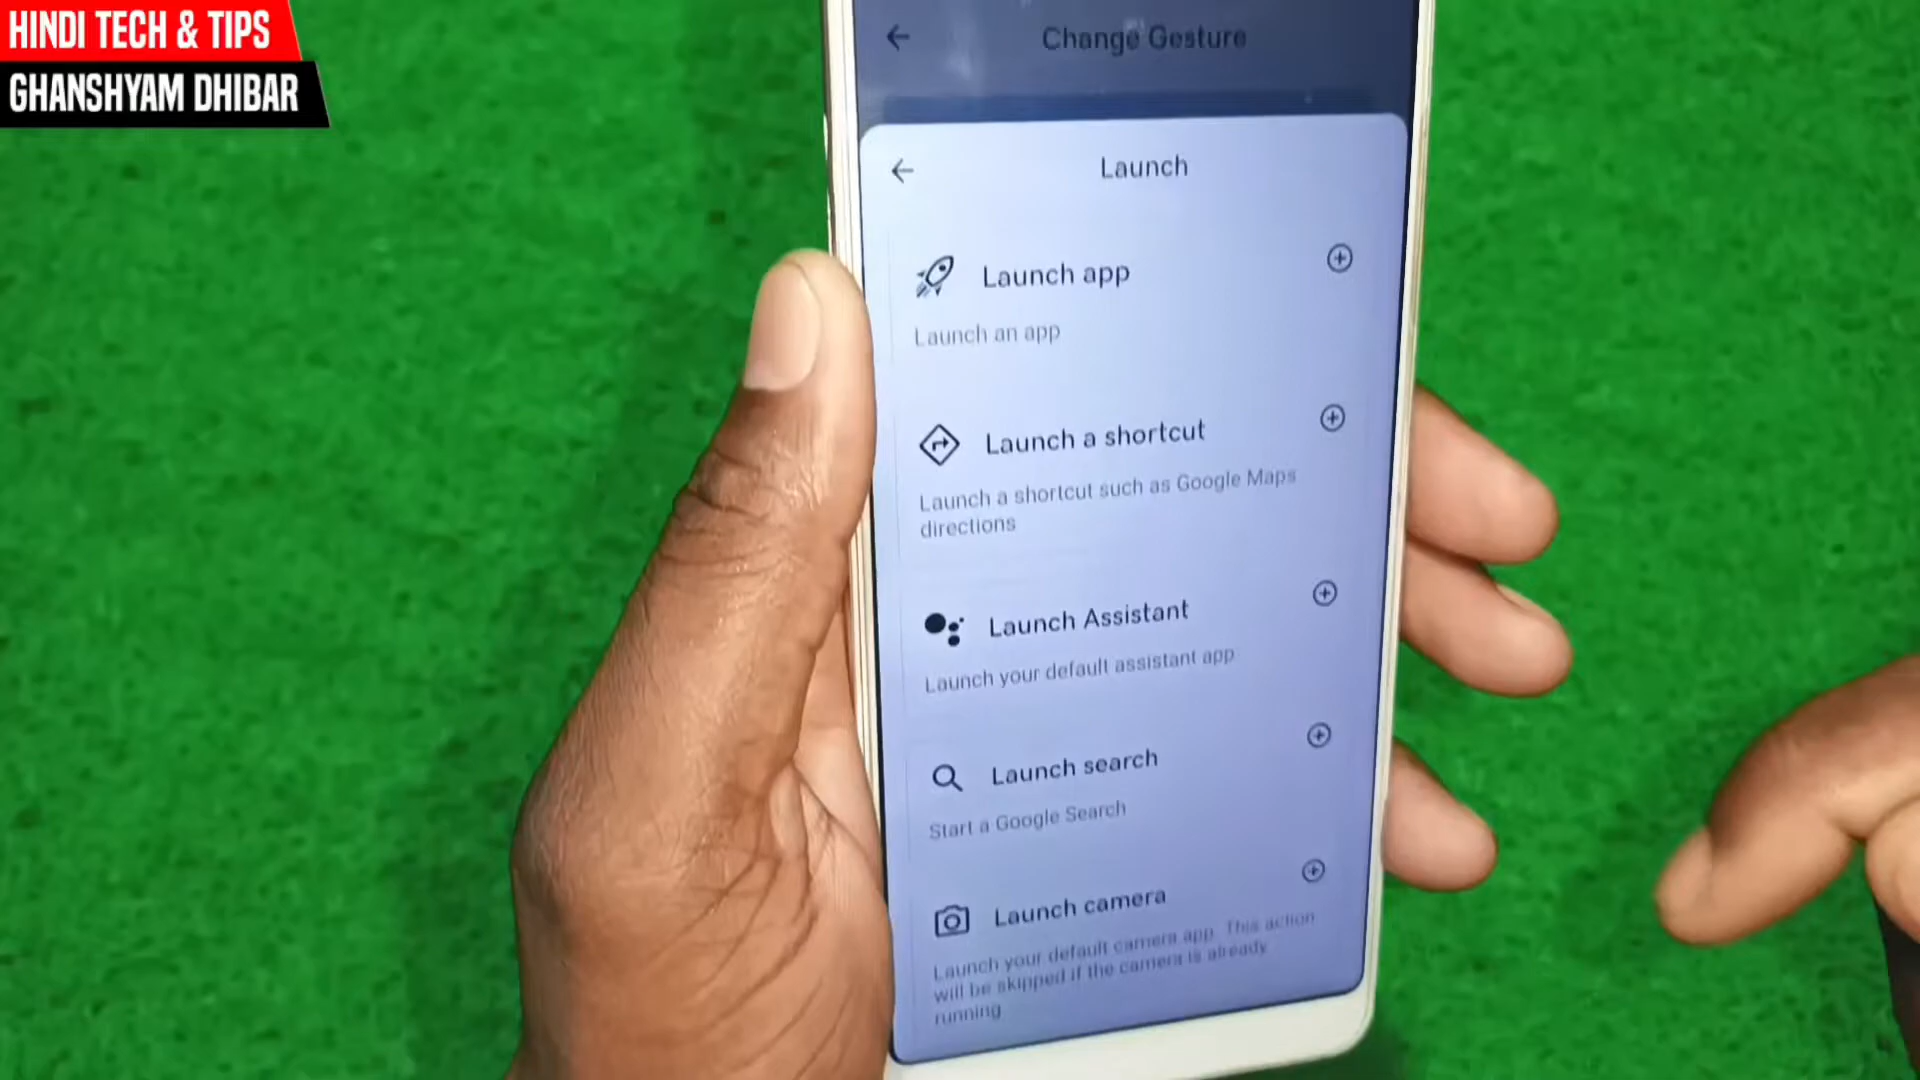 HINDI TECH & TIPS
GHANSHYAM DHIBAR
Change Gesture
Launch
Launch app
Launch an app
Launch a shortcut
Launch a shortcut such as Google Maps
directions
Launch Assistant
Launch your default assistant app
Launch search
Start a Google Search
Launch camera
Launch your default camera app. This action
will be skipped if the camera is already
running